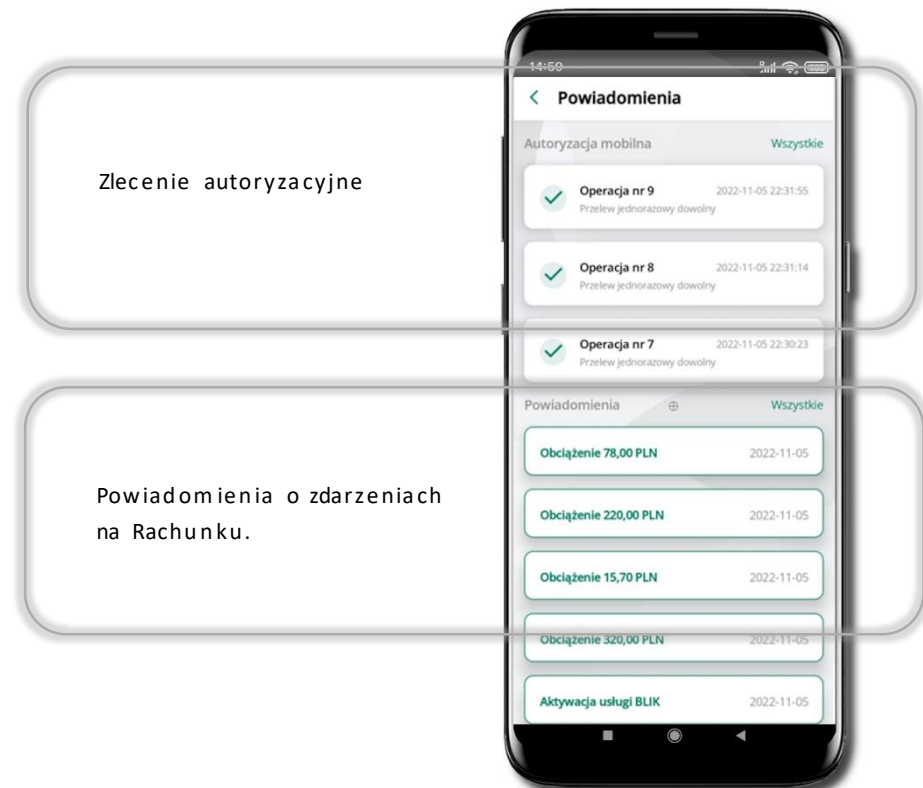 14:59
Powiadomienia
Autoryzacja mobilna Wszystkie
Operacja nr 9 2022-11-05 22:31:55
Przelew jednorazowy dowolny
Zlecenie autoryzacyjne
Operacja nr 8 2022-11-05 22:31:14
Przelew jednorazowy dowolny
Operacja nr 7 2022-11-05 22:30:23
Przelew jednorazowy dowolny
Powiadomienia Wszystkie
Obciążenie 78,00 PLN 2022-11-05
Powiadomienia o zdarzeniach
na Rachunku.
Obciążenie 220,00 PLN 2022-11-05
Obciążenie 15,70 PLN 2022-11-05
Obciążenie 320,00 PLN 2022-11-05
Aktywacja usługi BLIK 2022-11-05